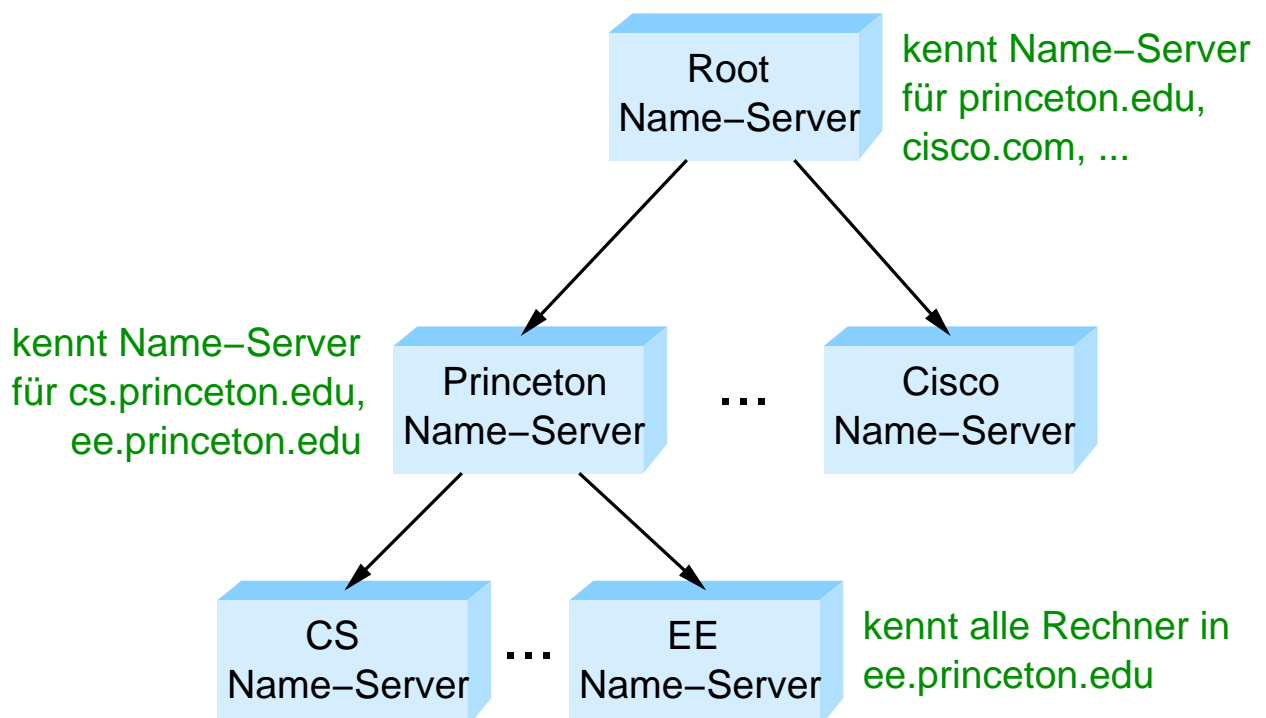 Root
Name−Server
kennt Name−Server
für princeton.edu,
cisco.com, ...
kennt Name−Server
für cs.princeton.edu,
ee.princeton.edu
Princeton
Name−Server
...
Cisco
Name−Server
CS
Name−Server
...
EE
Name−Server
kennt alle Rechner in
ee.princeton.edu